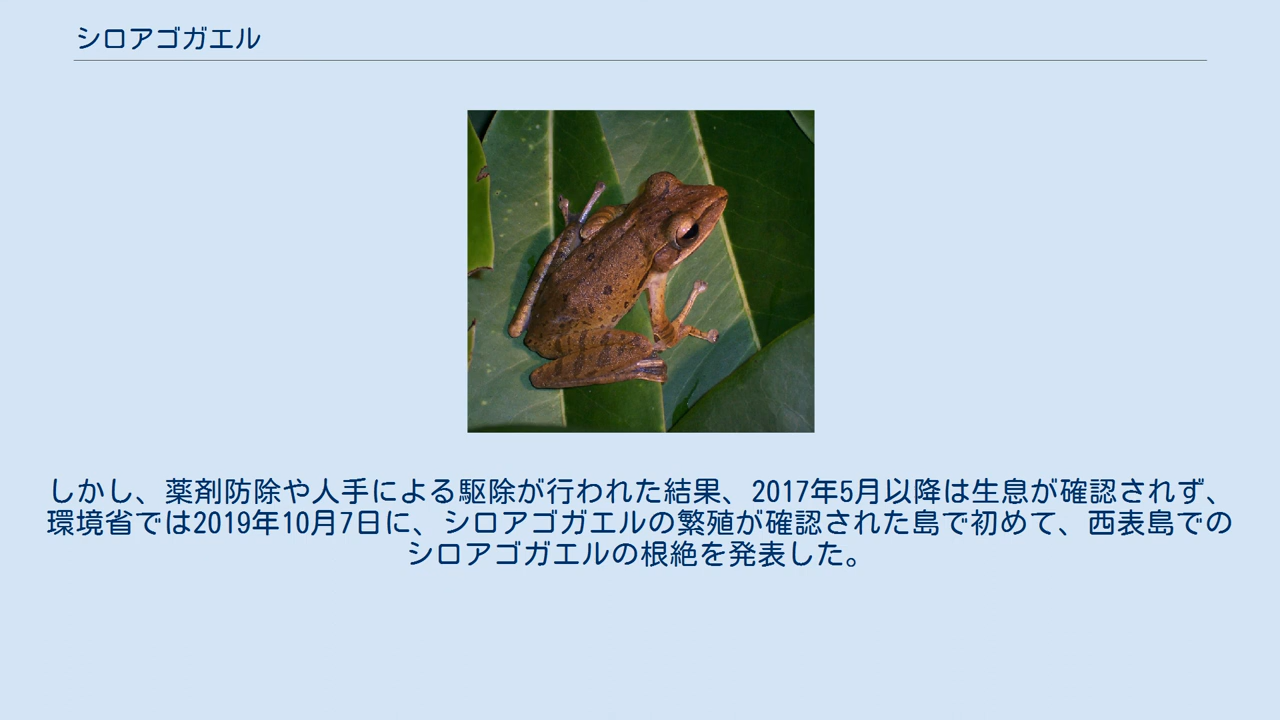 シロアゴガエル
しかし、薬剤防除や人手による駆除が行われた結果、2017年5月以降は生息が確認されず、
環境省では2019年10月7日に、シロアゴガエルの繁殖が確認された島で初めて、西表島での
シロアゴガエルの根絶を発表した。